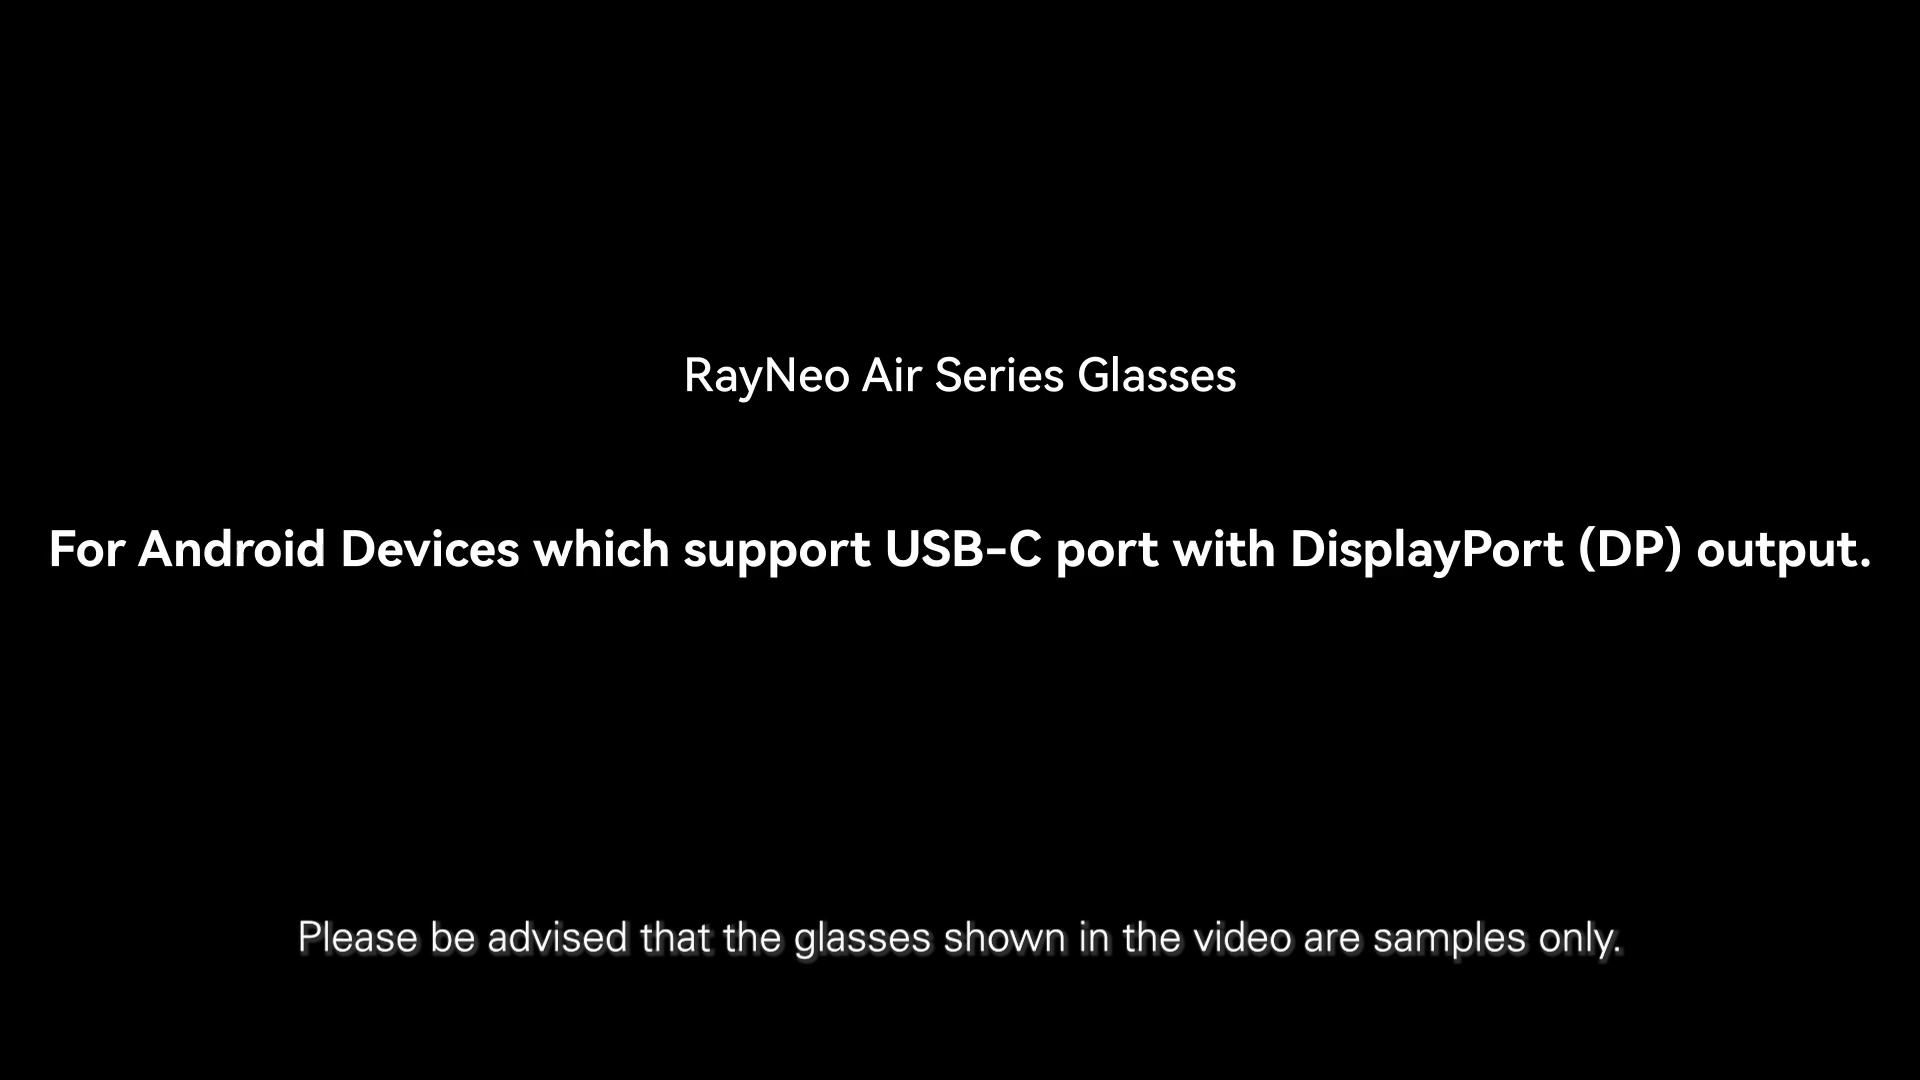 RayNeo Air Series Glasses
For Android Devices which support USB-C port with DisplayPort (DP) output.
Please be advised that the glasses shown in the video are samples only.